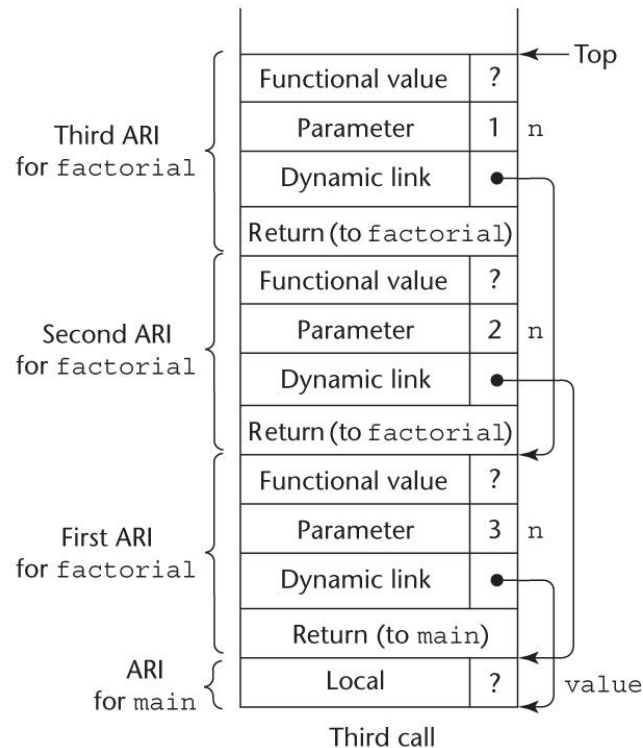 Top
Functional value ?
Third ARI
for factorial
Parameter 1 n
Dynamic link
Return (to factorial)
Functional value ?
Second ARI
for factorial
Parameter 2 n
Dynamic link
Return (to factorial)
Functional value ?
First ARI
for factorial
Parameter 3 n
Dynamic link
Return (to main)
ARI
for main
Local ? value
Third call